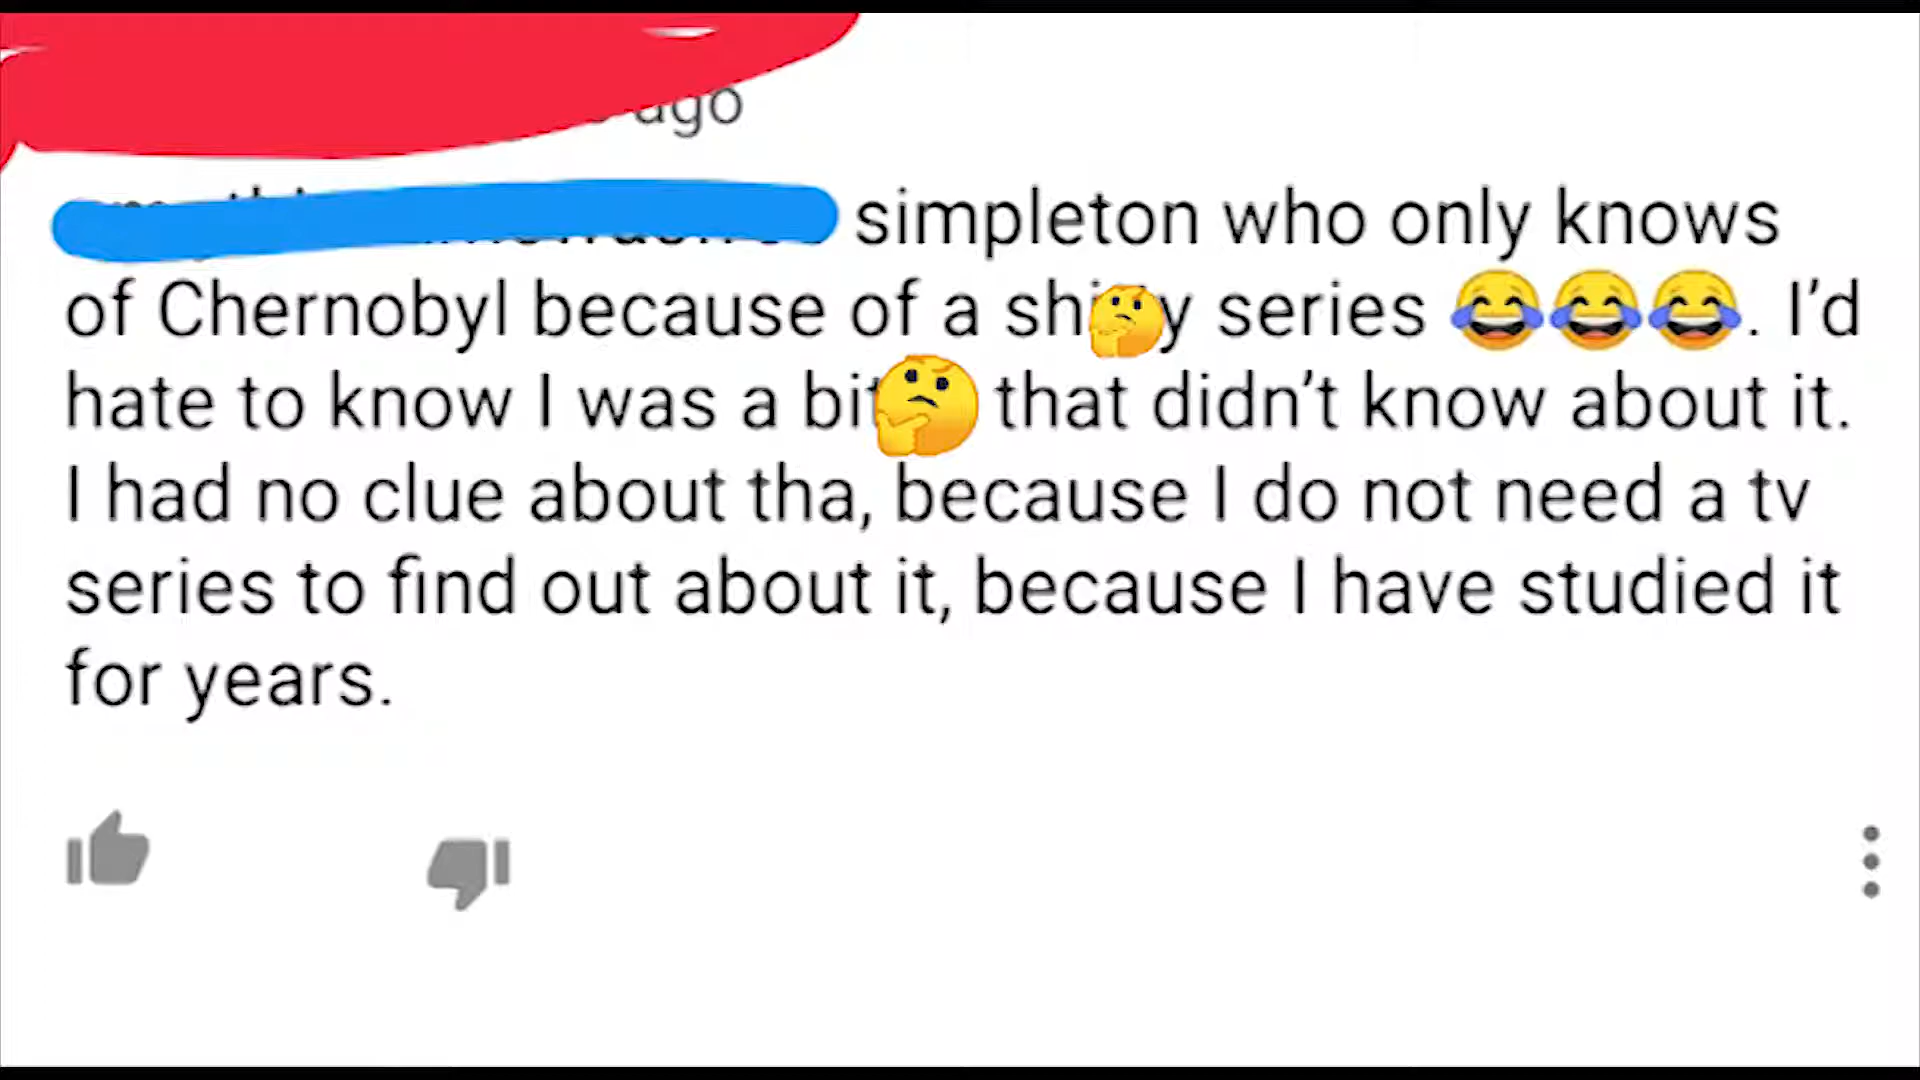 ago
simpleton who only knows
of Chernobyl because of a shi🤔y series 😂😂😂. I’d
hate to know I was a bit🤔 that didn’t know about it.
I had no clue about tha, because I do not need a tv
series to find out about it, because I have studied it
for years.